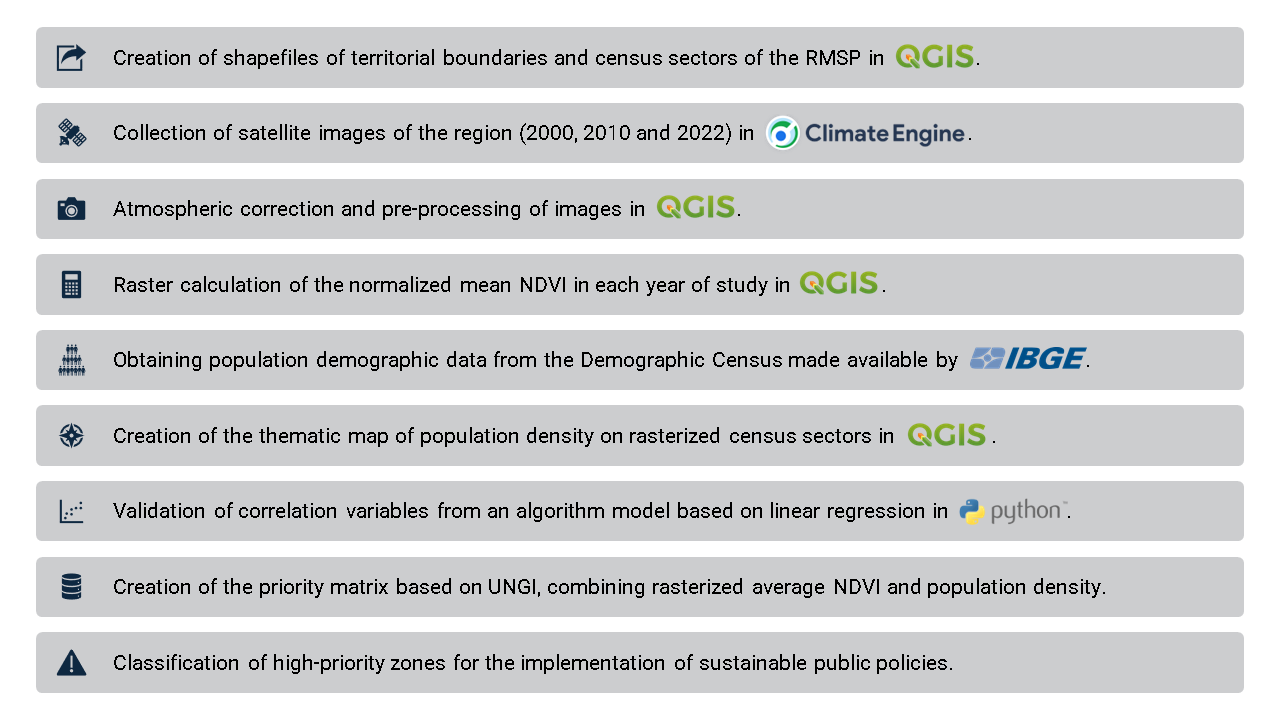 Creation of shapefiles of territorial boundaries and census sectors of the RMSP in QGIS.
Collection of satellite images of the region (2000, 2010 and 2022) in Climate Engine.
Atmospheric correction and pre-processing of images in QGIS.
Raster calculation of the normalized mean NDVI in each year of study in QGIS.
Obtaining population demographic data from the Demographic Census made available by IBGE.
Creation of the thematic map of population density on rasterized census sectors in QGIS.
Validation of correlation variables from an algorithm model based on linear regression in python™.
Creation of the priority matrix based on UNGI, combining rasterized average NDVI and population density.
Classification of high-priority zones for the implementation of sustainable public policies.